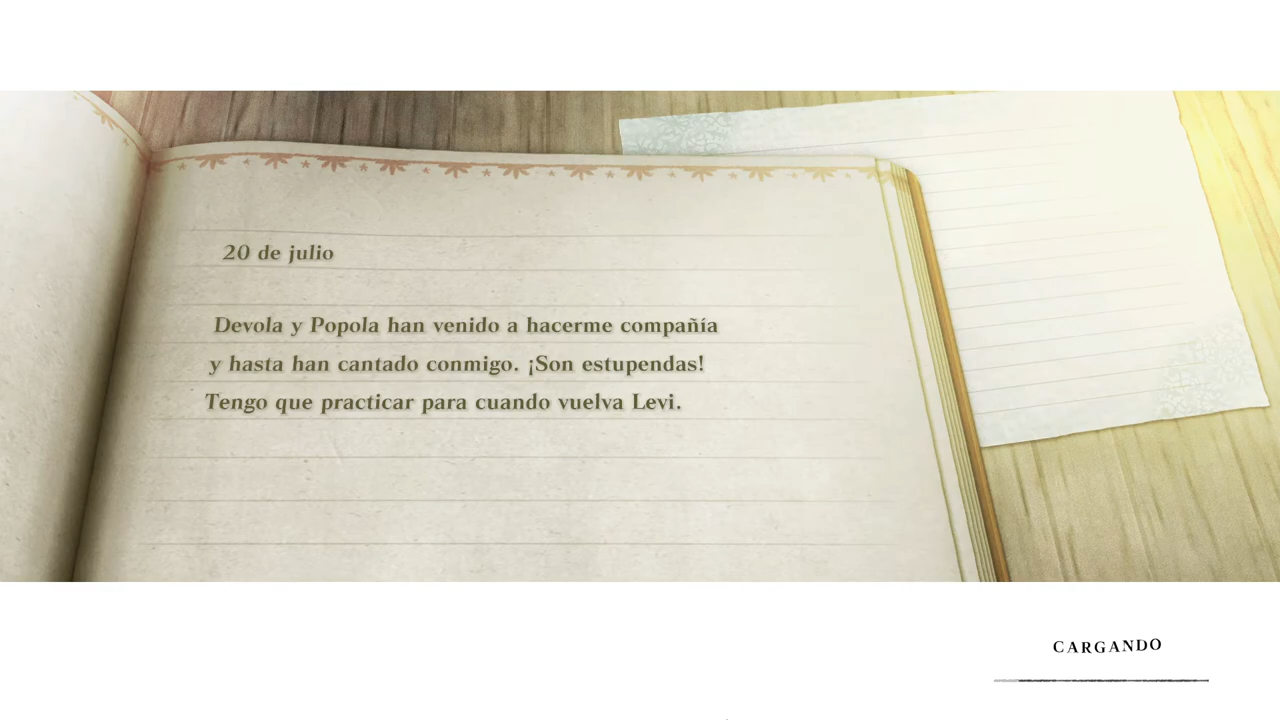 20 de julio
Devola y Popola han venido a hacerme compañía
y hasta han cantado conmigo. ¡Son estupendas!
Tengo que practicar para cuando vuelva Levi.
CARGANDO